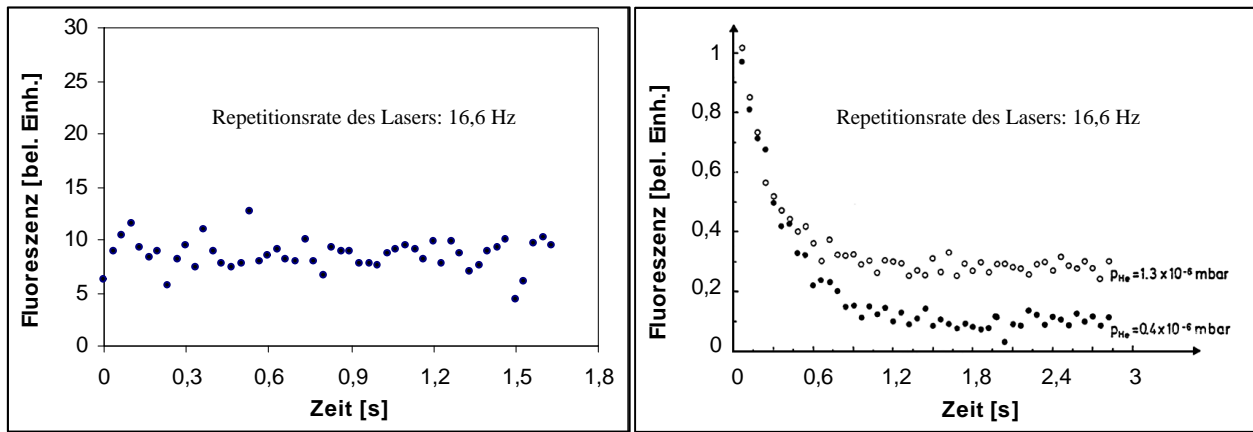 30
25
20
15
10
5
0
Fluoreszenz [bel. Einh.]
Repetitionsrate des Lasers: 16,6 Hz
0 0,3 0,6 0,9 1,2 1,5 1,8
Zeit [s]
1
0,8
0,6
0,4
0,2
0
Fluoreszenz [bel. Einh.]
Repetitionsrate des Lasers: 16,6 Hz
pHe=1.3×10-6 mbar
pHe=0.4×10-6 mbar
0 0,6 1,2 1,8 2,4 3
Zeit [s]